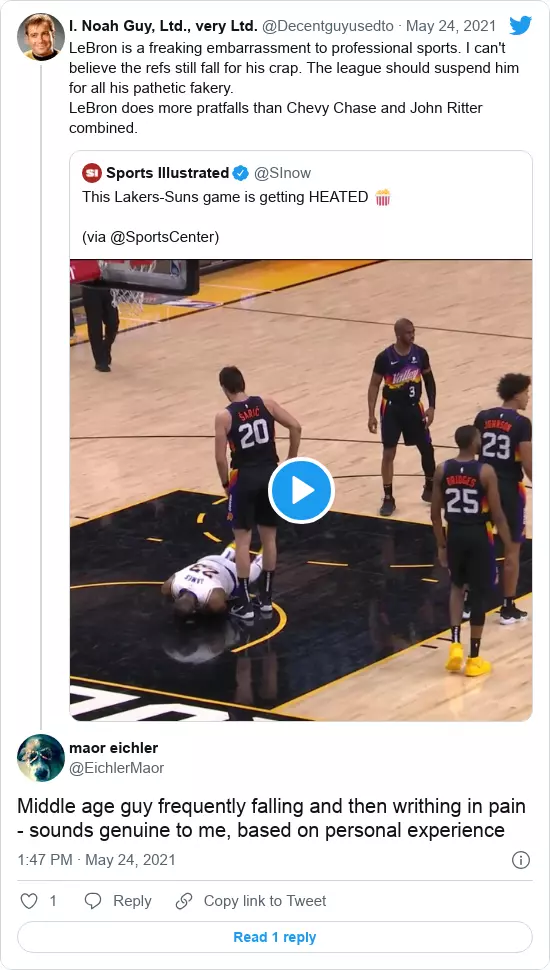 I. Noah Guy, Ltd., very Ltd. @Decentguyusedto · May 24, 2021
LeBron is a freaking embarrassment to professional sports. I can't
believe the refs still fall for his crap. The league should suspend him
for all his pathetic fakery.
LeBron does more pratfalls than Chevy Chase and John Ritter
combined.
SI Sports Illustrated @SInow
This Lakers-Suns game is getting HEATED 🍿
(via @SportsCenter)
Valley
3
ŠARIĆ
20
JOHNSON
23
BRIDGES
25
JAMES
23
maor eichler
@EichlerMaor
Middle age guy frequently falling and then writhing in pain
- sounds genuine to me, based on personal experience
1:47 PM · May 24, 2021
1 Reply Copy link to Tweet
Read 1 reply